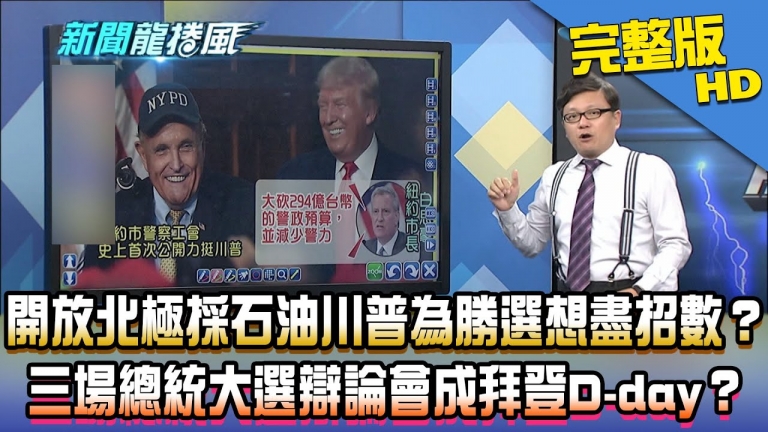 新聞龍捲風
完整版
HD
NYPD
大砍294億台幣
的警政預算，
並減少警力
紐約市長
約市警察工會
史上首次公開力挺川普
開放北極採石油川普為勝選想盡招數？
三場總統大選辯論會成拜登D-day？